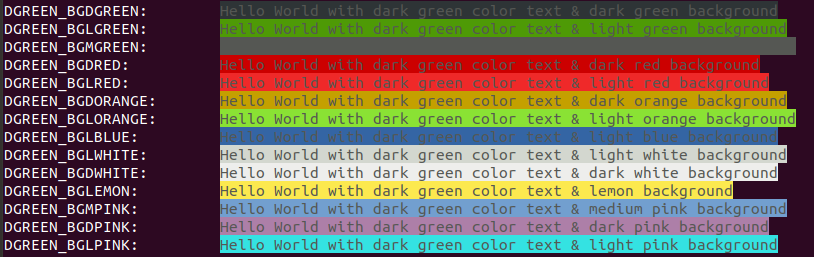 DGREEN_BGDGREEN: Hello World with dark green color text & dark green background
DGREEN_BGLGREEN: Hello World with dark green color text & light green background
DGREEN_BGMGREEN:
DGREEN_BGDRED: Hello World with dark green color text & dark red background
DGREEN_BGLRED: Hello World with dark green color text & light red background
DGREEN_BGDORANGE: Hello World with dark green color text & dark orange background
DGREEN_BGLORANGE: Hello World with dark green color text & light orange background
DGREEN_BGLBLUE: Hello World with dark green color text & light blue background
DGREEN_BGLWHITE: Hello World with dark green color text & light white background
DGREEN_BGDWHITE: Hello World with dark green color text & dark white background
DGREEN_BGLEMON: Hello World with dark green color text & lemon background
DGREEN_BGMPINK: Hello World with dark green color text & medium pink background
DGREEN_BGDPINK: Hello World with dark green color text & dark pink background
DGREEN_BGLPINK: Hello World with dark green color text & light pink background